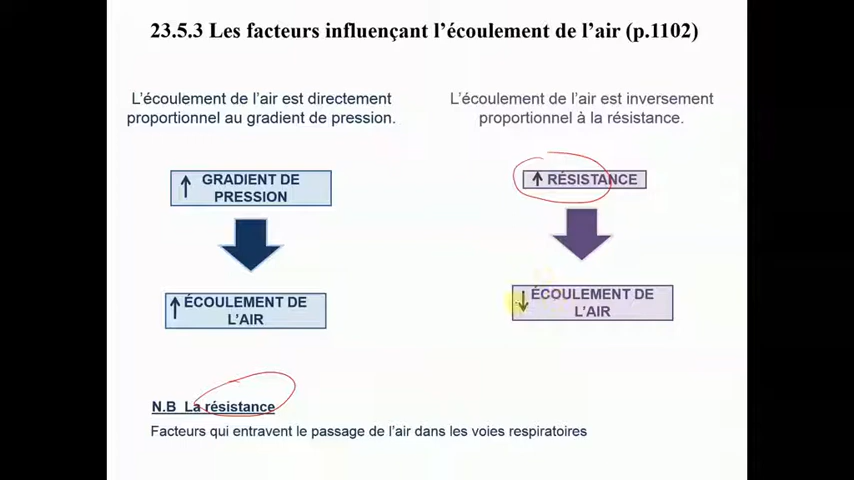 23.5.3 Les facteurs influençant l’écoulement de l’air (p.1102)
L’écoulement de l’air est directement
proportionnel au gradient de pression.
L’écoulement de l’air est inversement
proportionnel à la résistance.
↑ GRADIENT DE
PRESSION
↑ RÉSISTANCE
↑ ÉCOULEMENT DE
L’AIR
↓ ÉCOULEMENT DE
L’AIR
N.B La résistance
Facteurs qui entravent le passage de l’air dans les voies respiratoires